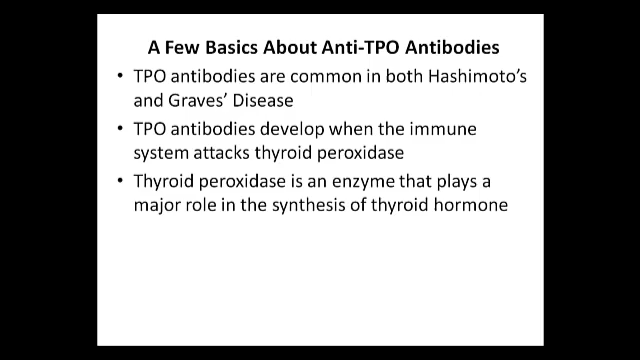 A Few Basics About Anti-TPO Antibodies
• TPO antibodies are common in both Hashimoto's
and Graves' Disease
• TPO antibodies develop when the immune
system attacks thyroid peroxidase
• Thyroid peroxidase is an enzyme that plays a
major role in the synthesis of thyroid hormone